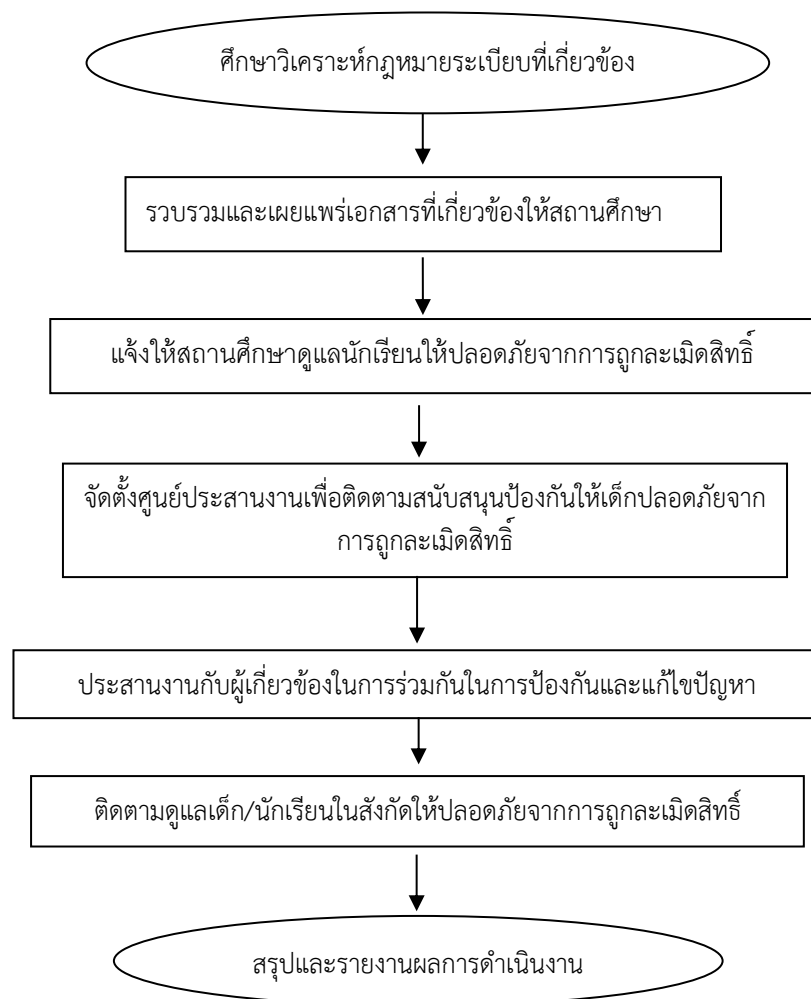 ศึกษาวิเคราะห์กฎหมายระเบียบที่เกี่ยวข้อง
รวบรวมและเผยแพร่เอกสารที่เกี่ยวข้องให้สถานศึกษา
แจ้งให้สถานศึกษาดูแลนักเรียนให้ปลอดภัยจากการถูกละเมิดสิทธิ์
จัดตั้งศูนย์ประสานงานเพื่อติดตามสนับสนุนป้องกันให้เด็กปลอดภัยจาก
การถูกละเมิดสิทธิ์
ประสานงานกับผู้เกี่ยวข้องในการร่วมกันในการป้องกันและแก้ไขปัญหา
ติดตามดูแลเด็ก/นักเรียนในสังกัดให้ปลอดภัยจากการถูกละเมิดสิทธิ์
สรุปและรายงานผลการดำเนินงาน